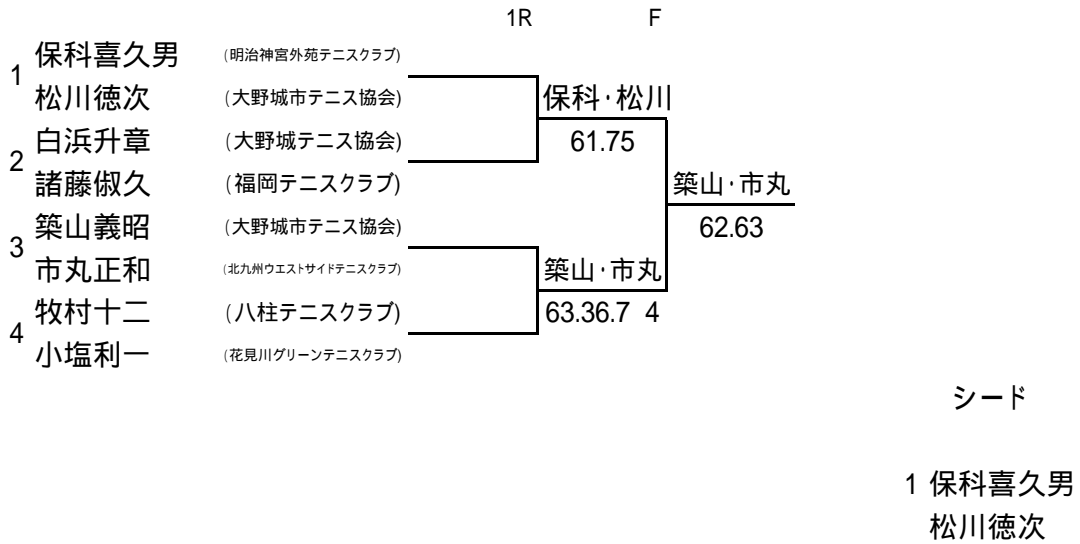 1R F
1
保科喜久男 (明治神宮外苑テニスクラブ)
松川徳次 (大野城市テニス協会)
保科・松川
61.75
2
白浜升章 (大野城テニス協会)
諸藤俶久 (福岡テニスクラブ)
築山・市丸
62.63
3
築山義昭 (大野城市テニス協会)
市丸正和 (北九州ウエストサイドテニスクラブ)
築山・市丸
63.36.7 4
4
牧村十二 (八柱テニスクラブ)
小塩利一 (花見川グリーンテニスクラブ)
シード
1 保科喜久男
松川徳次